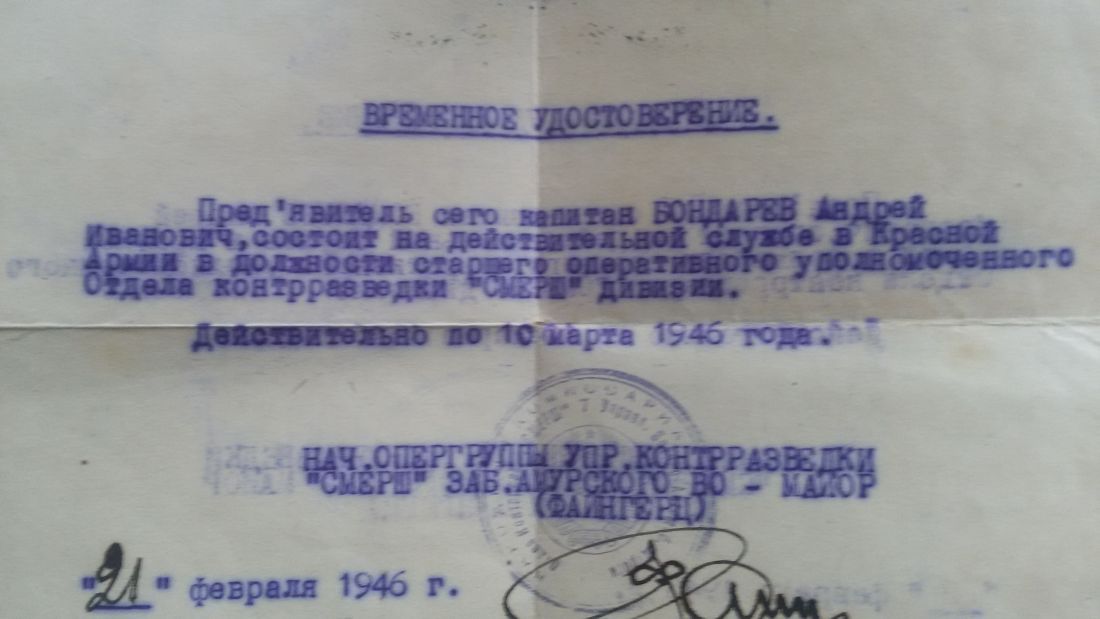 ВРЕМЕННОЕ УДОСТОВЕРЕНИЕ.
Пред'явитель сего капитан БОНДАРЕВ Андрей
Иванович,состоит на действительной службе в Красной
Армии в должности старшего оперативного уполномоченного
Отдела контрразведки "СМЕРШ" дивизии.
Действительно по 10 марта 1946 года.
НАЧ.ОПЕРГРУППЫ УПР.КОНТРРАЗВЕДКИ
"СМЕРШ" ЗАБ.АМУРСКОГО ВО - МАЙОР
(ФАЙНГЕРЦ)
"21" февраля 1946 г.